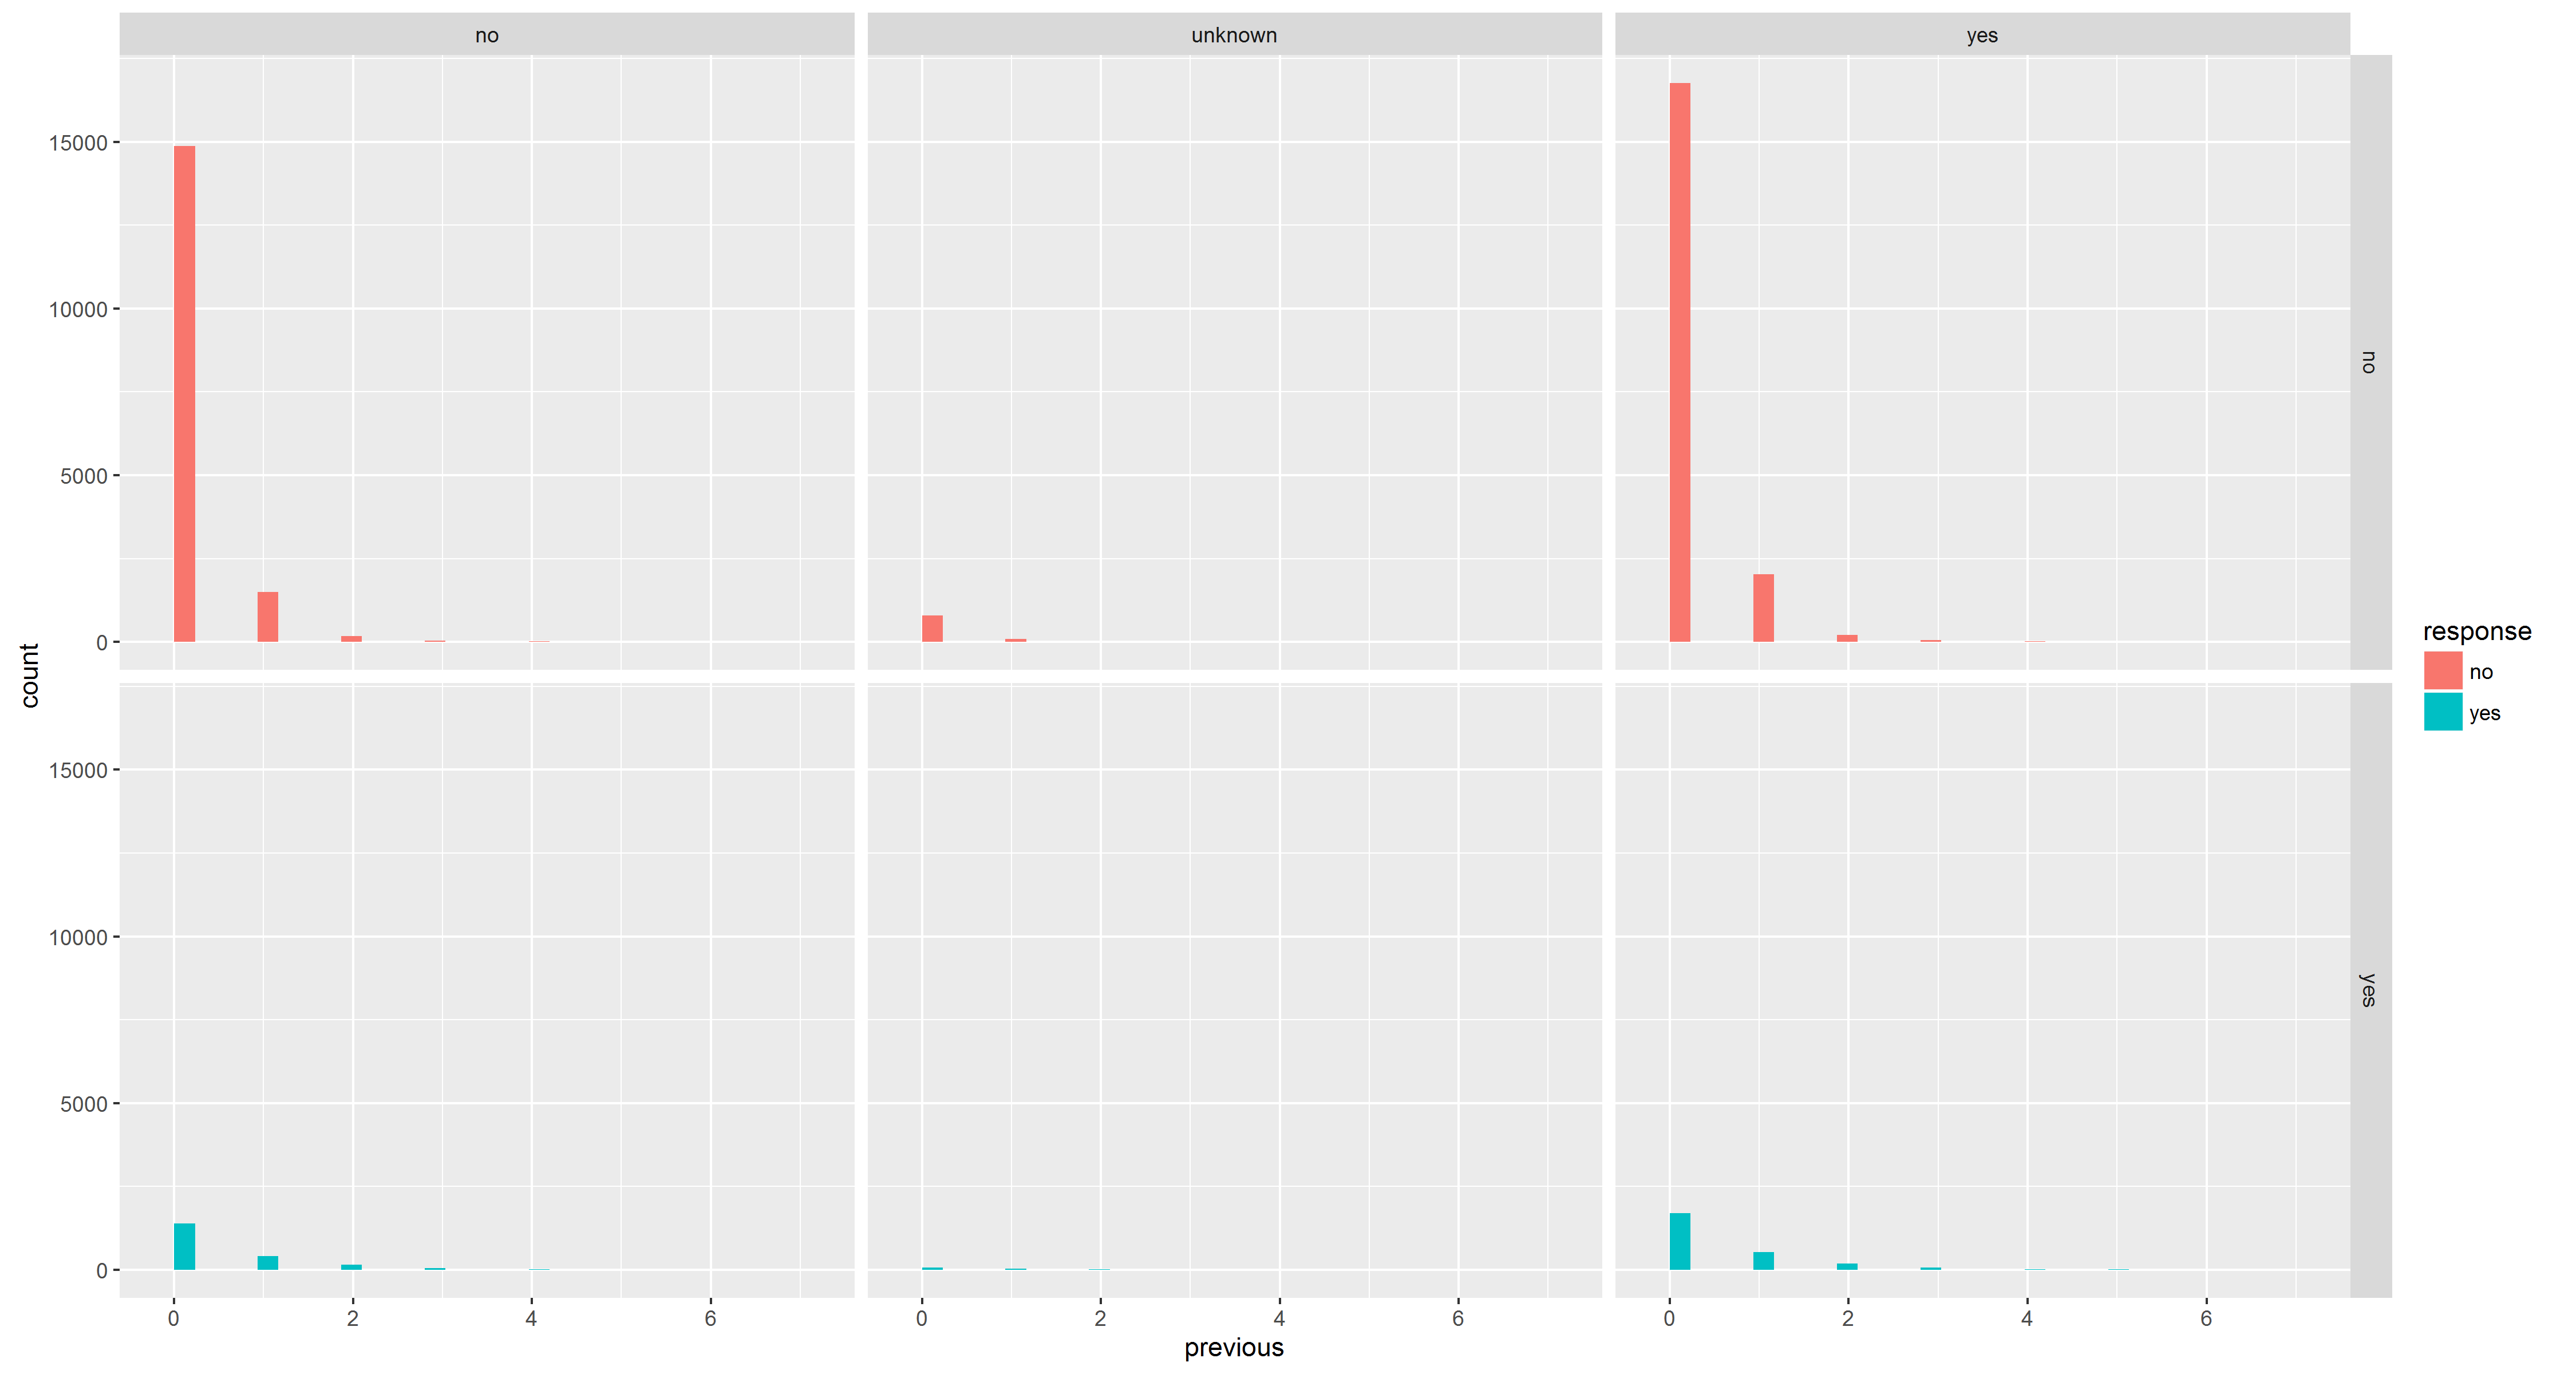 no unknown yes
15000
10000
5000
0
no
15000
10000
5000
0
yes
count
0 2 4 6 0 2 4 6 0 2 4 6
previous
response
no
yes